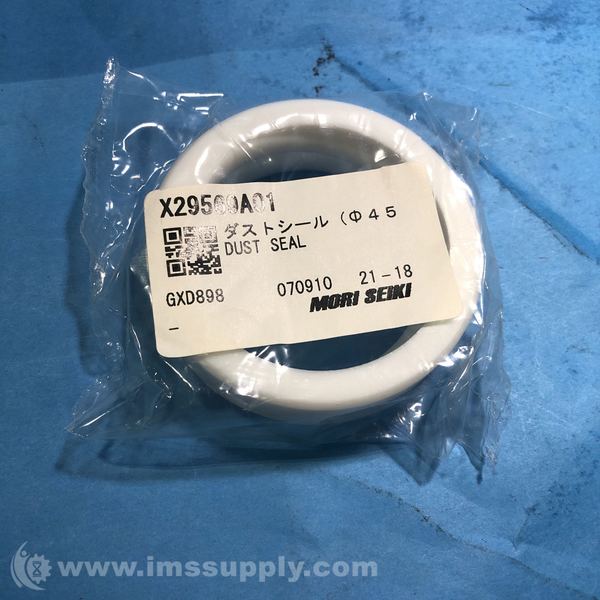 X29569A01
ダストシール (Φ45
DUST SEAL
GXD898 070910 21-18
MORI SEIKI
-
www.imssupply.com